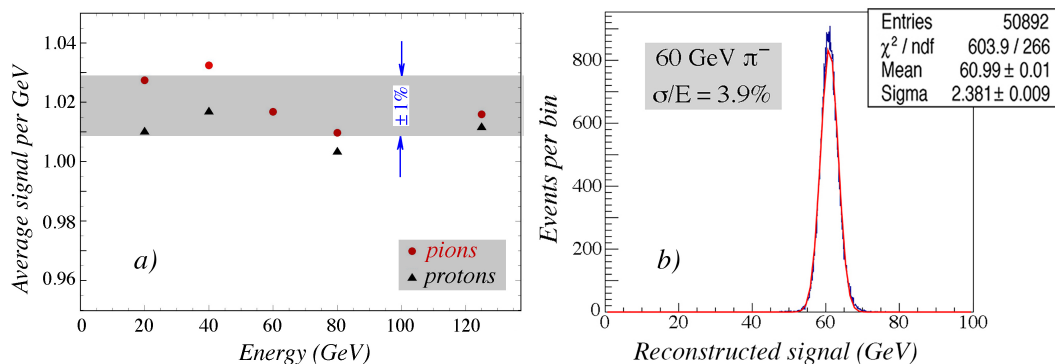 Average signal per GeV
1.04
1.02
1.00
0.98
0.96
±1%
a)
pions
protons
0 20 40 60 80 100 120
Energy (GeV)
Events per bin
800
600
400
200
0
60 GeV π⁻
σ/E = 3.9%
Entries 50892
χ² / ndf 603.9 / 266
Mean 60.99 ± 0.01
Sigma 2.381 ± 0.009
b)
0 20 40 60 80 100
Reconstructed signal (GeV)